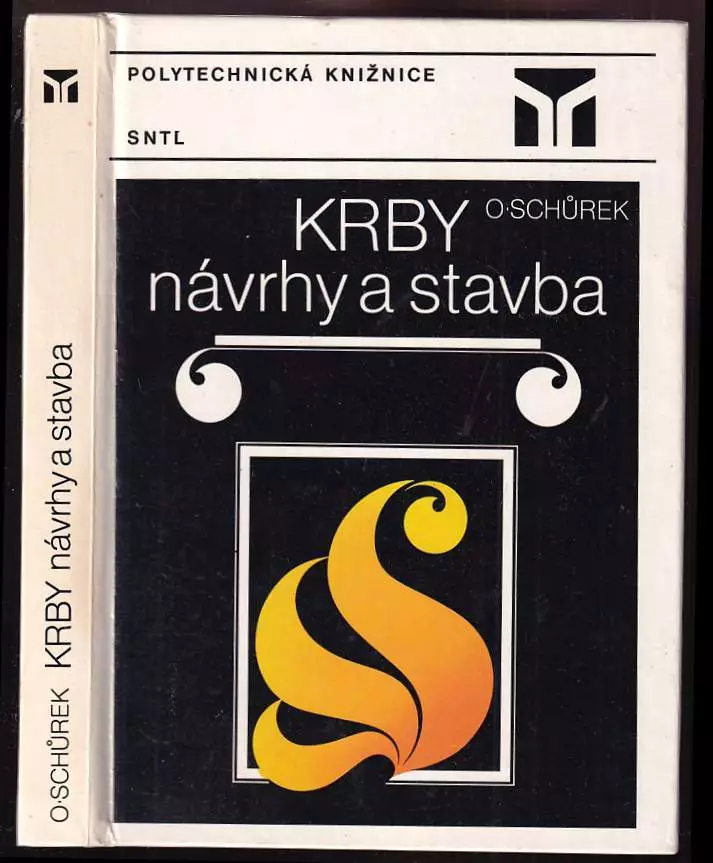 POLYTECHNICKÁ KNIŽNICE
SNTL
KRBY O·SCHŮREK
návrhy a stavba
O·SCHŮREK KRBY návrhy a stavba